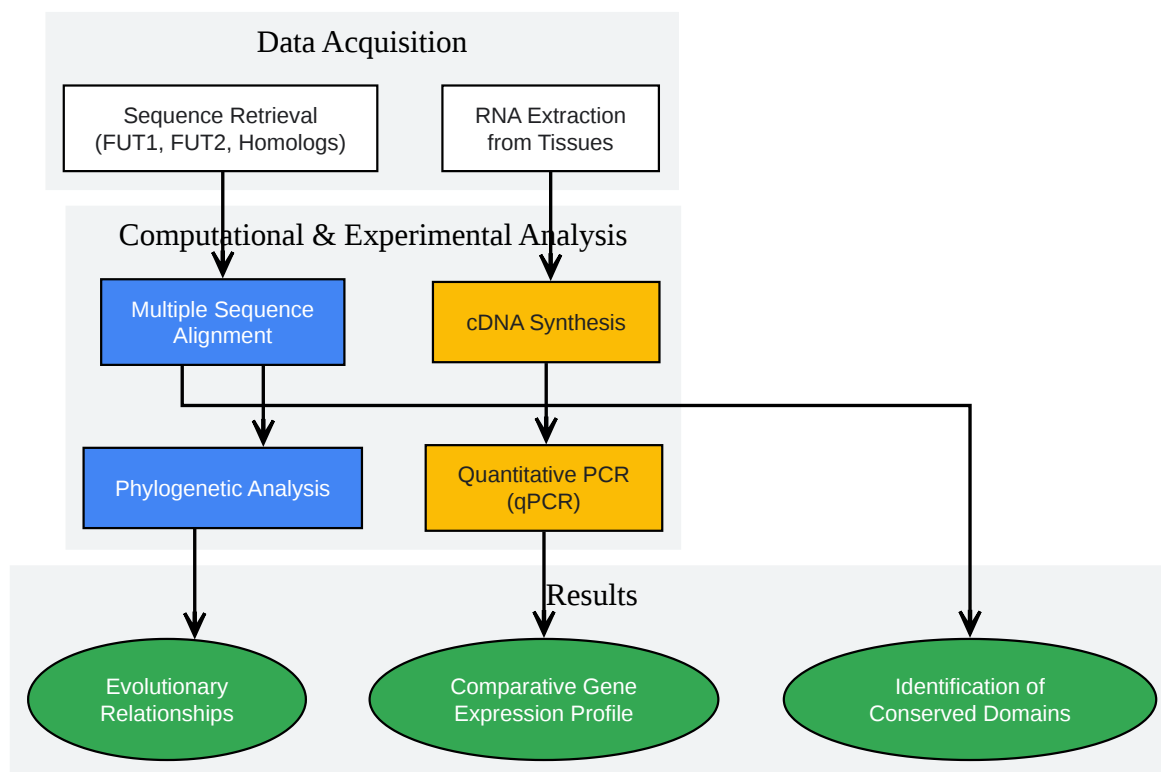 Data Acquisition
Sequence Retrieval
(FUT1, FUT2, Homologs)
RNA Extraction
from Tissues
Computational & Experimental Analysis
Multiple Sequence
Alignment
cDNA Synthesis
Phylogenetic Analysis
Quantitative PCR
(qPCR)
Results
Evolutionary
Relationships
Comparative Gene
Expression Profile
Identification of
Conserved Domains